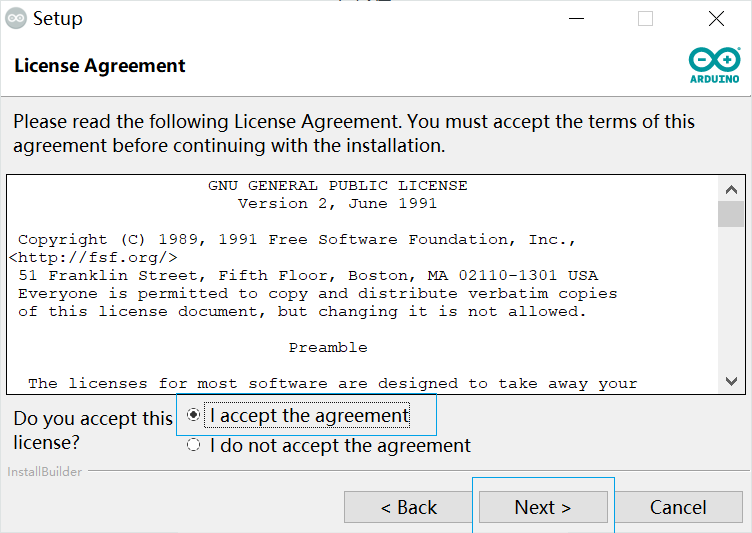 Setup
License Agreement
ARDUINO
Please read the following License Agreement. You must accept the terms of this
agreement before continuing with the installation.
GNU GENERAL PUBLIC LICENSE
Version 2, June 1991
Copyright (C) 1989, 1991 Free Software Foundation, Inc.,
<http://fsf.org/>
51 Franklin Street, Fifth Floor, Boston, MA 02110-1301 USA
Everyone is permitted to copy and distribute verbatim copies
of this license document, but changing it is not allowed.
Preamble
The licenses for most software are designed to take away your
Do you accept this
license?
I accept the agreement
I do not accept the agreement
InstallBuilder
< Back
Next >
Cancel